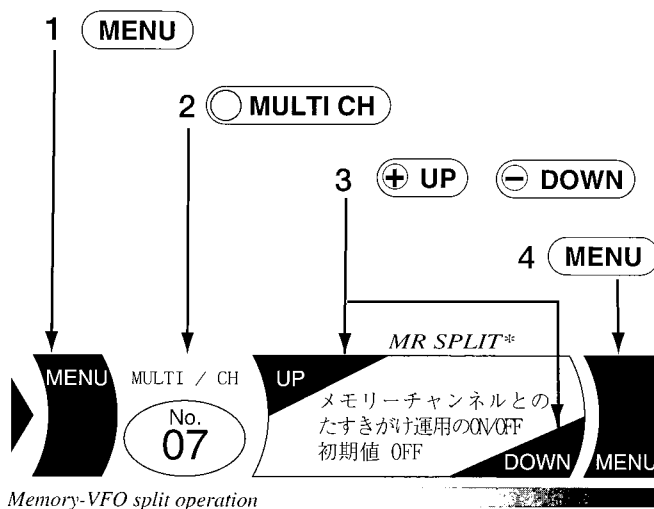 1 MENU
2 MULTI CH
3 + UP - DOWN
4 MENU
MR SPLIT*
MENU MULTI / CH UP
No.
07
メモリーチャンネルとの
たすきがけ運用のON/OFF
初期値 OFF
DOWN MENU
Memory-VFO split operation